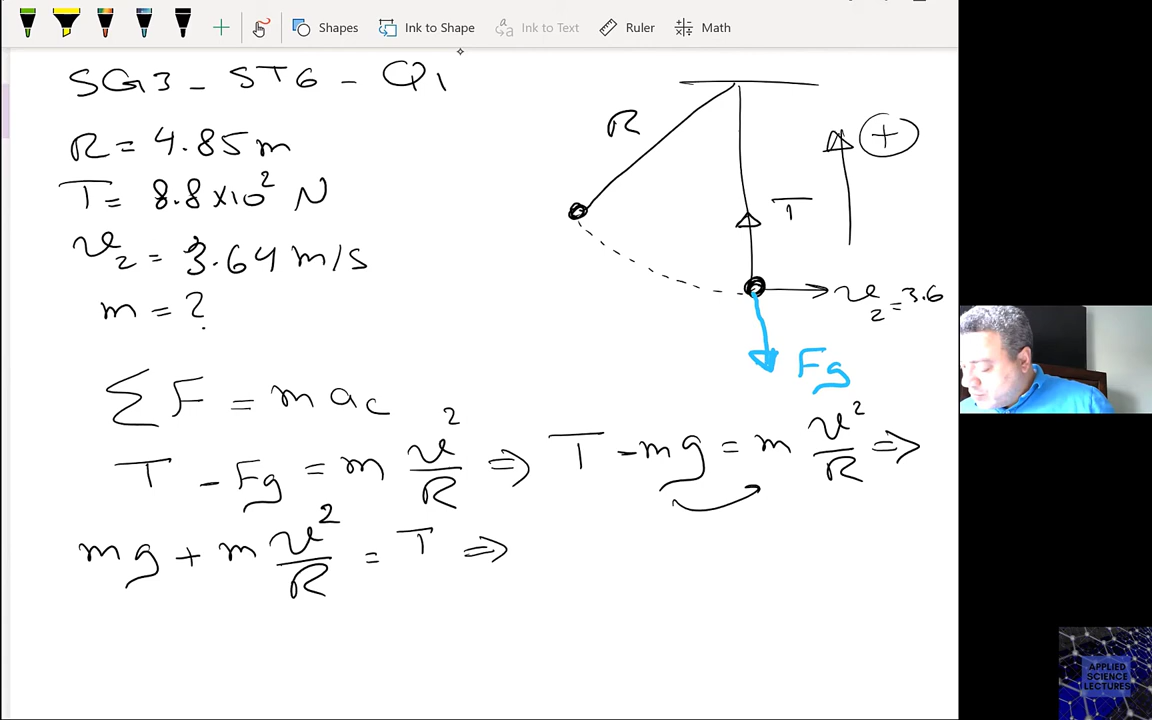 Shapes Ink to Shape Ink to Text Ruler Math
SG3 - ST6 - Q1
R = 4.85 m
T = 8.8 x10² N
v₂ = 3.64 m/s
m = ?
R
+
T
v₂ = 3.6
Fg
ΣF = m ac
T - Fg = m v²/R ⇒ T - mg = m v²/R ⇒
mg + m v²/R = T ⇒
APPLIED
SCIENCE
LECTURES